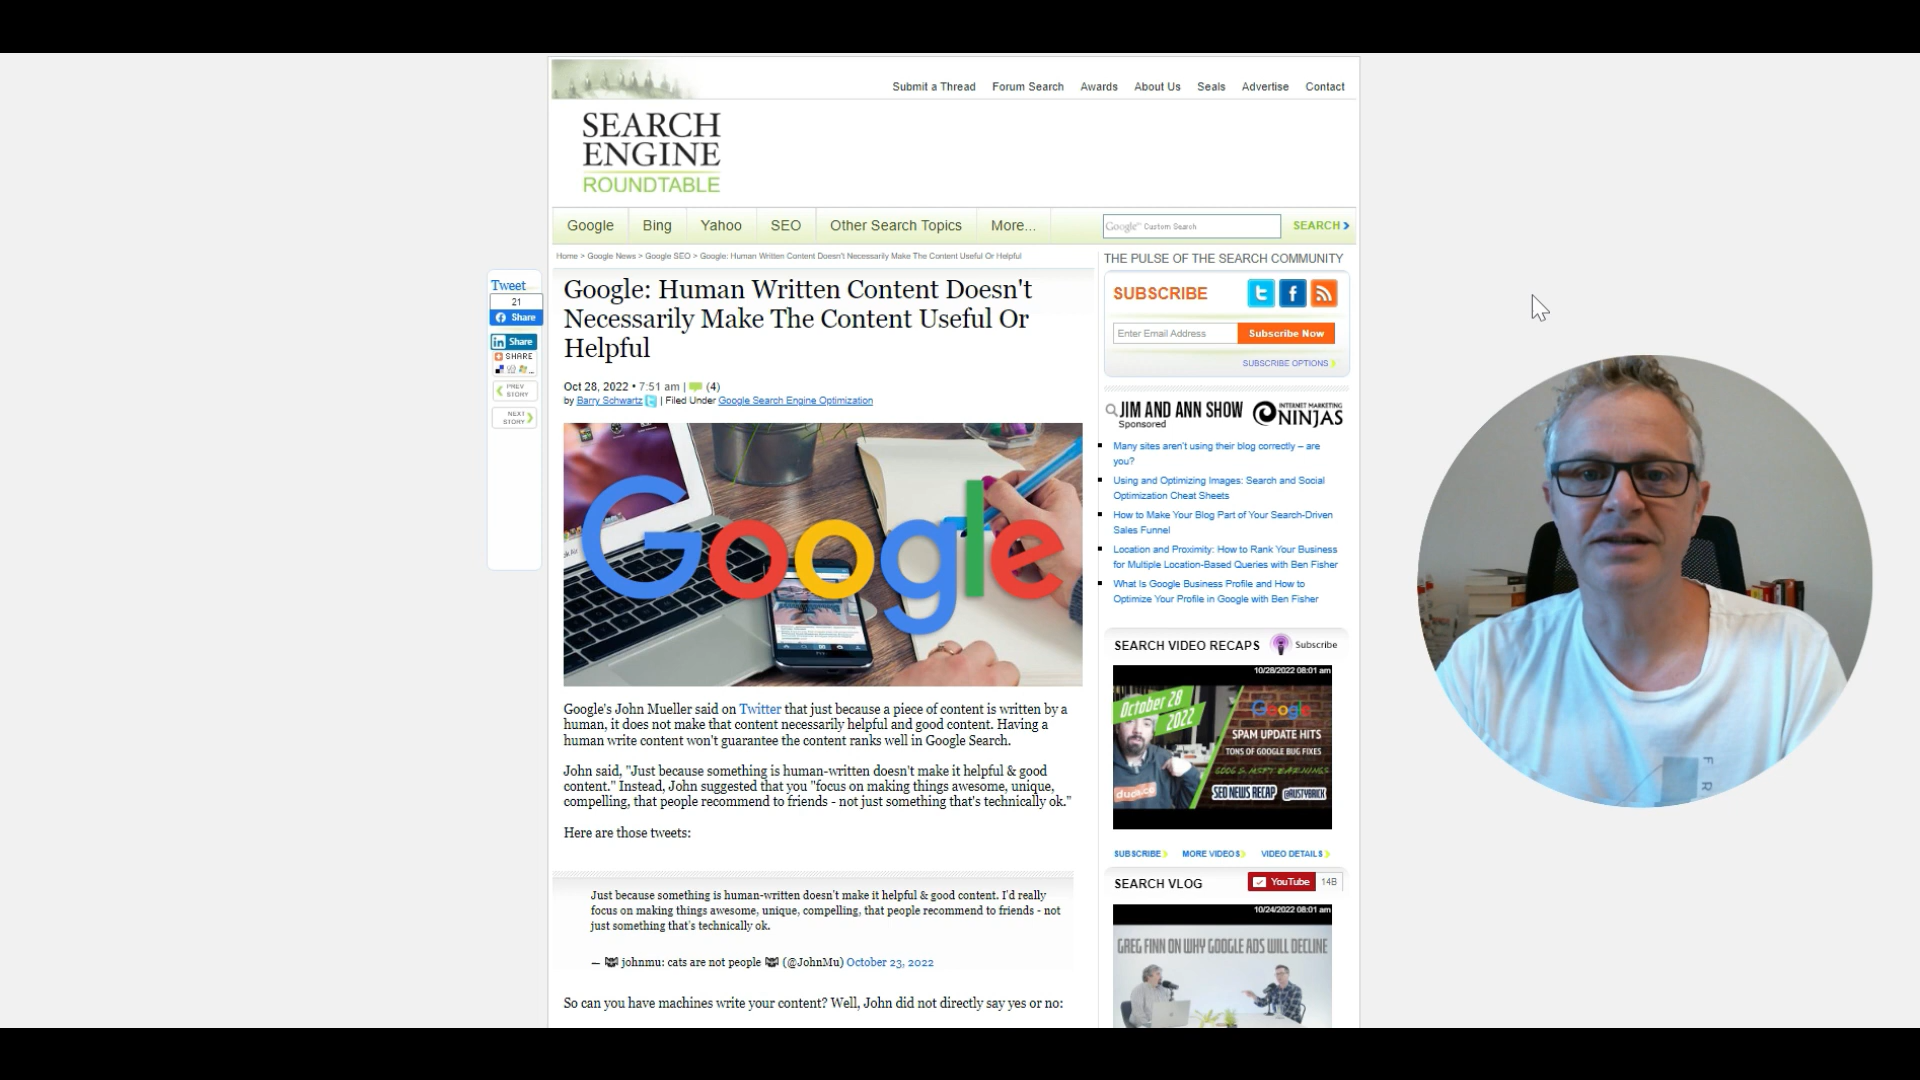 Submit a Thread Forum Search Awards About Us Seals Advertise Contact
SEARCH
ENGINE
ROUNDTABLE
Google Bing Yahoo SEO Other Search Topics More...
Google™ Custom Search
SEARCH
Home > Google News > Google SEO > Google: Human Written Content Doesn't Necessarily Make The Content Useful Or Helpful
Tweet
21
Share
Share
SHARE
PREV
STORY
NEXT
STORY
Google: Human Written Content Doesn't
Necessarily Make The Content Useful Or
Helpful
Oct 28, 2022 • 7:51 am | (4)
by Barry Schwartz | Filed Under Google Search Engine Optimization
Google
Google's John Mueller said on Twitter that just because a piece of content is written by a
human, it does not make that content necessarily helpful and good content. Having a
human write content won't guarantee the content ranks well in Google Search.
John said, "Just because something is human-written doesn't make it helpful & good
content." Instead, John suggested that you "focus on making things awesome, unique,
compelling, that people recommend to friends - not just something that's technically ok."
Here are those tweets:
Just because something is human-written doesn't make it helpful & good content. I'd really
focus on making things awesome, unique, compelling, that people recommend to friends - not
just something that's technically ok.
— johnmu: cats are not people (@JohnMu) October 23, 2022
So can you have machines write your content? Well, John did not directly say yes or no:
THE PULSE OF THE SEARCH COMMUNITY
SUBSCRIBE
Enter Email Address
Subscribe Now
SUBSCRIBE OPTIONS
JIM AND ANN SHOW
Sponsored
INTERNET MARKETING
NINJAS
Many sites aren't using their blog correctly – are
you?
Using and Optimizing Images: Search and Social
Optimization Cheat Sheets
How to Make Your Blog Part of Your Search-Driven
Sales Funnel
Location and Proximity: How to Rank Your Business
for Multiple Location-Based Queries with Ben Fisher
What Is Google Business Profile and How to
Optimize Your Profile in Google with Ben Fisher
SEARCH VIDEO RECAPS
Subscribe
10/28/2022 08:01 am
October 28
2022
Google
SPAM UPDATE HITS
TONS OF GOOGLE BUG FIXES
GOOG & MSFT EARNINGS
SEO NEWS RECAP @RUSTYBRICK
SUBSCRIBE MORE VIDEOS VIDEO DETAILS
SEARCH VLOG
YouTube
14B
10/24/2022 08:01 am
GREG FINN ON WHY GOOGLE ADS WILL DECLINE